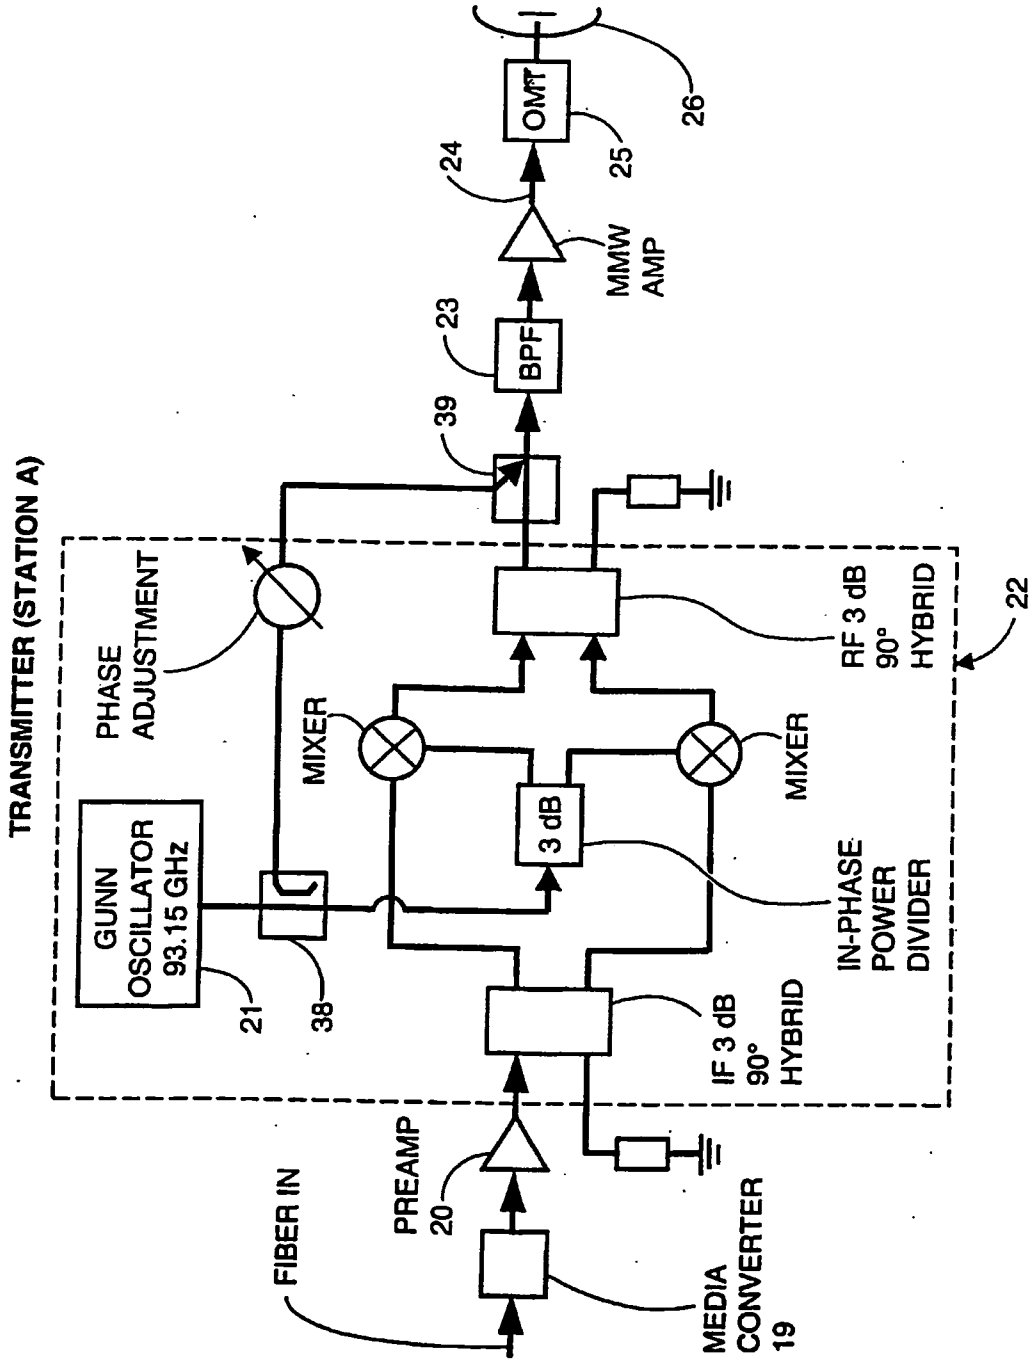 TRANSMITTER (STATION A)
GUNN
OSCILLATOR
93.15 GHz
21
38
PHASE
ADJUSTMENT
FIBER IN
MEDIA
CONVERTER
19
PREAMP
20
IF 3 dB
90°
HYBRID
MIXER
3 dB
MIXER
IN-PHASE
POWER
DIVIDER
RF 3 dB
90°
HYBRID
22
39
BPF
23
MMW
AMP
24
OMT
25
26